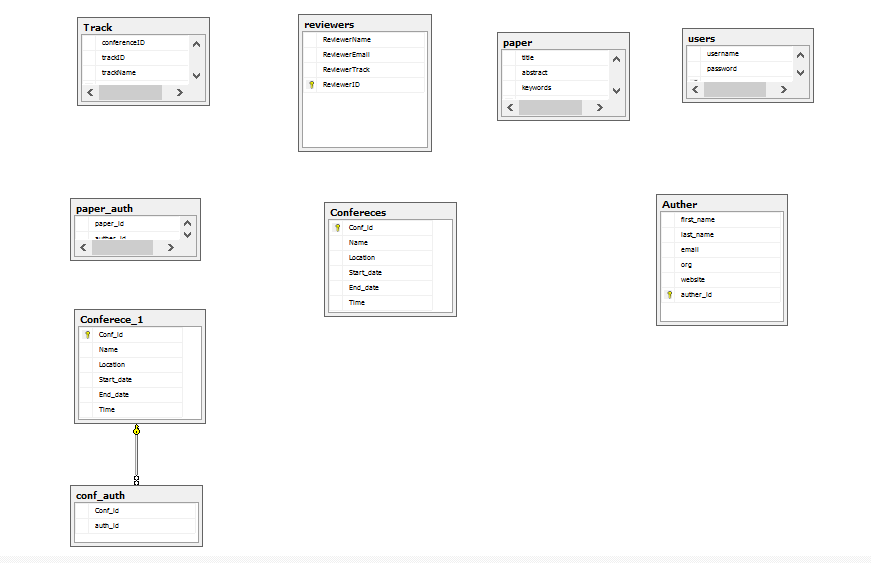 Track
conferenceID
trackID
trackName
reviewers
ReviewerName
ReviewerEmail
ReviewerTrack
ReviewerID
paper
title
abstract
keywords
users
username
password
paper_auth
paper_id
auther_id
Confereces
Conf_id
Name
Location
Start_date
End_date
Time
Auther
first_name
last_name
email
org
website
auther_id
Conferece_1
Conf_id
Name
Location
Start_date
End_date
Time
conf_auth
Conf_id
auth_id